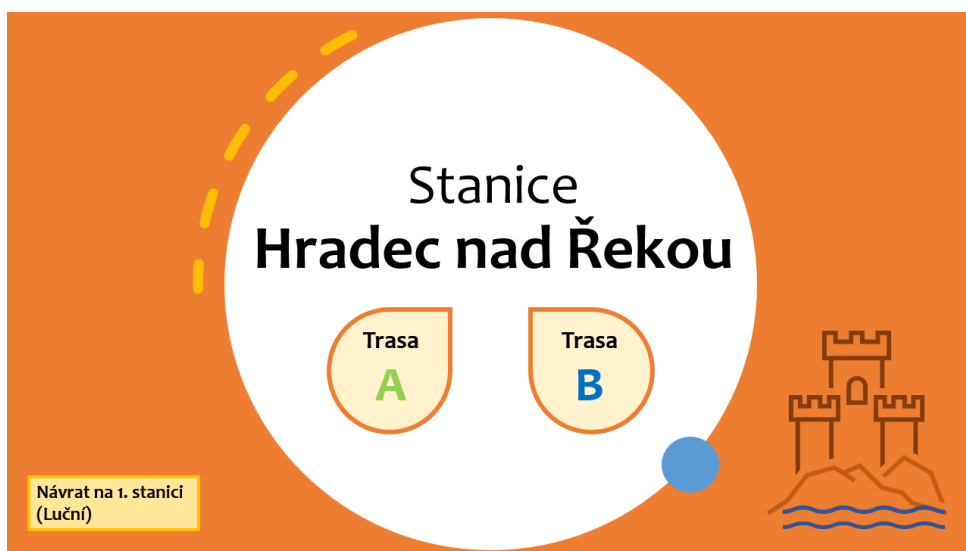 Stanice
Hradec nad Řekou
Trasa
A
Trasa
B
Návrat na 1. stanici
(Luční)